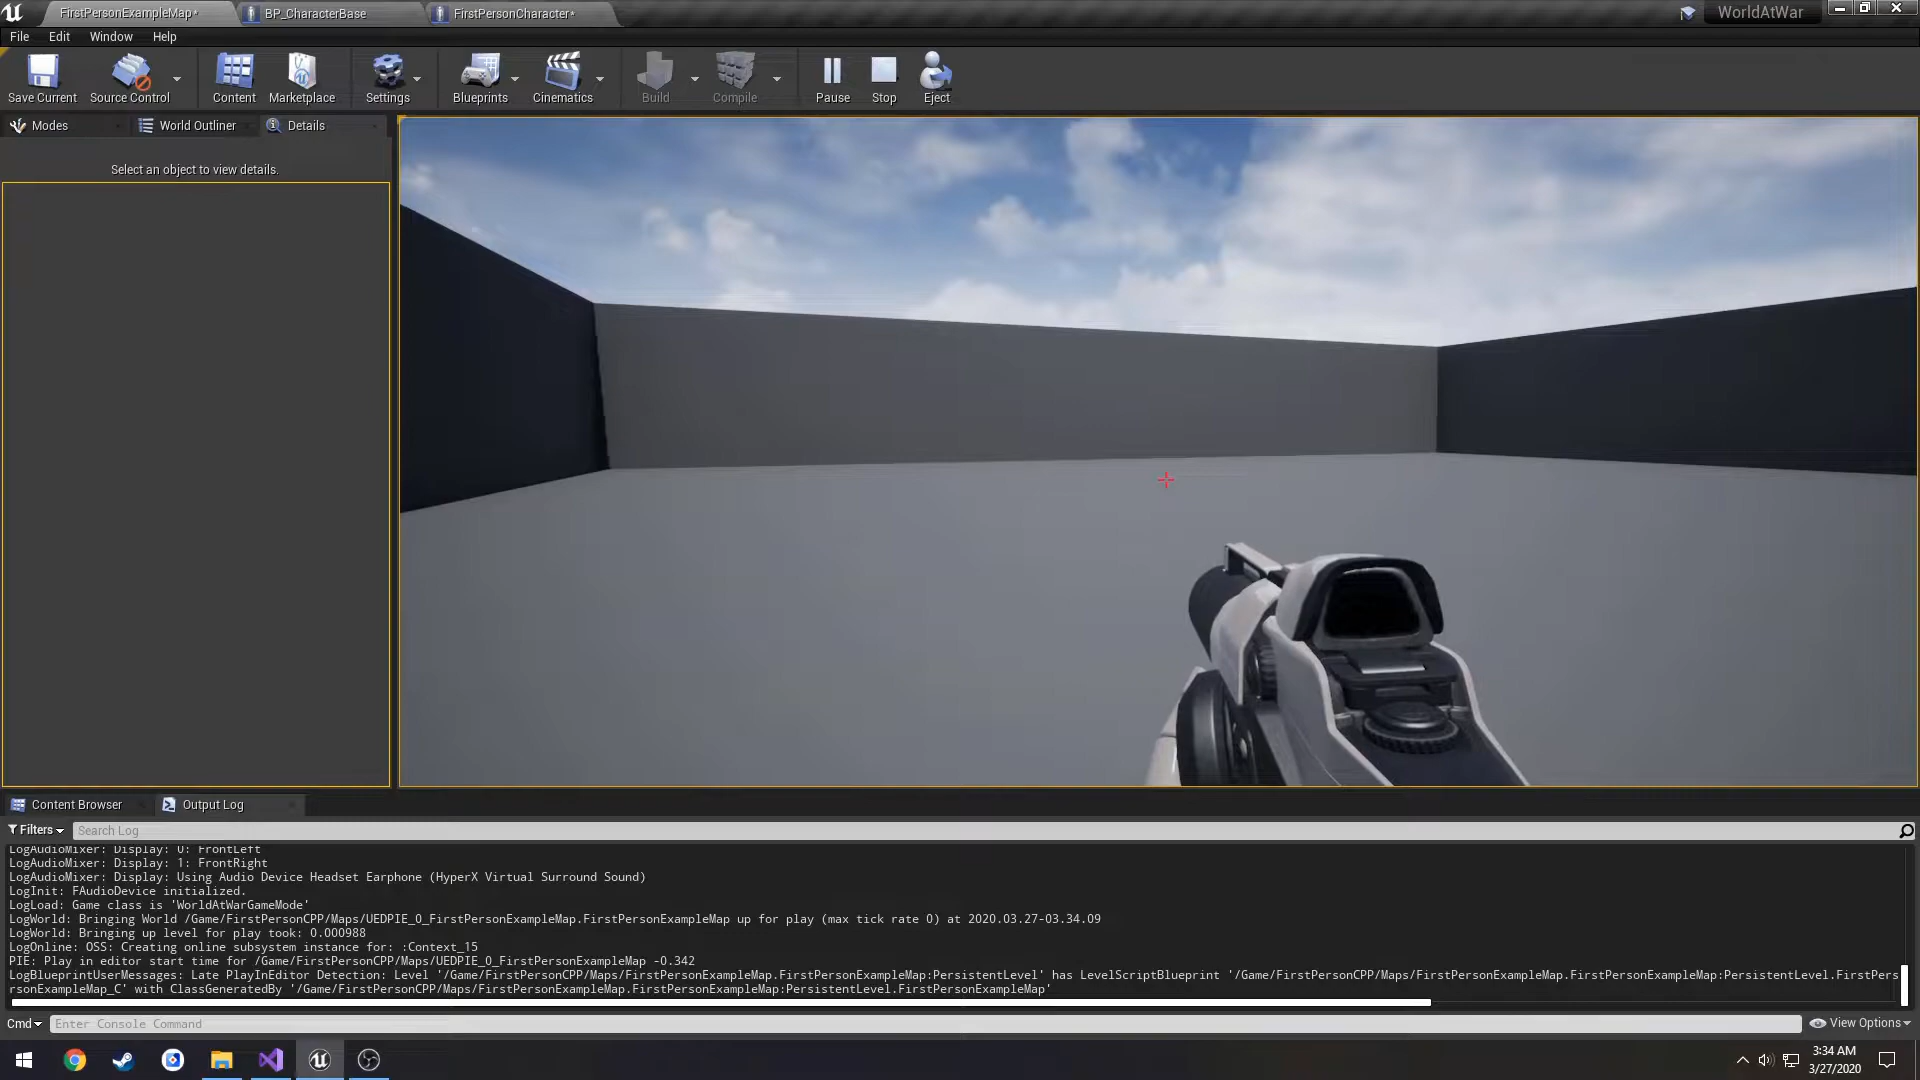 FirstPersonExampleMap*
BP_CharacterBase
FirstPersonCharacter*
WorldAtWar
File Edit Window Help
Save Current
Source Control
Content
Marketplace
Settings
Blueprints
Cinematics
Build
Compile
Pause
Stop
Eject
Modes
World Outliner
Details
Select an object to view details.
Content Browser
Output Log
Filters
Search Log
LogAudioMixer: Display: 0: FrontLeft
LogAudioMixer: Display: 1: FrontRight
LogAudioMixer: Display: Using Audio Device Headset Earphone (HyperX Virtual Surround Sound)
LogInit: FAudioDevice initialized.
LogLoad: Game class is 'WorldAtWarGameMode'
LogWorld: Bringing World /Game/FirstPersonCPP/Maps/UEDPIE_0_FirstPersonExampleMap.FirstPersonExampleMap up for play (max tick rate 0) at 2020.03.27-03.34.09
LogWorld: Bringing up level for play took: 0.000988
LogOnline: OSS: Creating online subsystem instance for: :Context_15
PIE: Play in editor start time for /Game/FirstPersonCPP/Maps/UEDPIE_0_FirstPersonExampleMap -0.342
LogBlueprintUserMessages: Late PlayInEditor Detection: Level '/Game/FirstPersonCPP/Maps/FirstPersonExampleMap.FirstPersonExampleMap:PersistentLevel' has LevelScriptBlueprint '/Game/FirstPersonCPP/Maps/FirstPersonExampleMap.FirstPersonExampleMap:PersistentLevel.FirstPers
rsonExampleMap_C' with ClassGeneratedBy '/Game/FirstPersonCPP/Maps/FirstPersonExampleMap.FirstPersonExampleMap:PersistentLevel.FirstPersonExampleMap'
Cmd
Enter Console Command
View Options
3:34 AM
3/27/2020